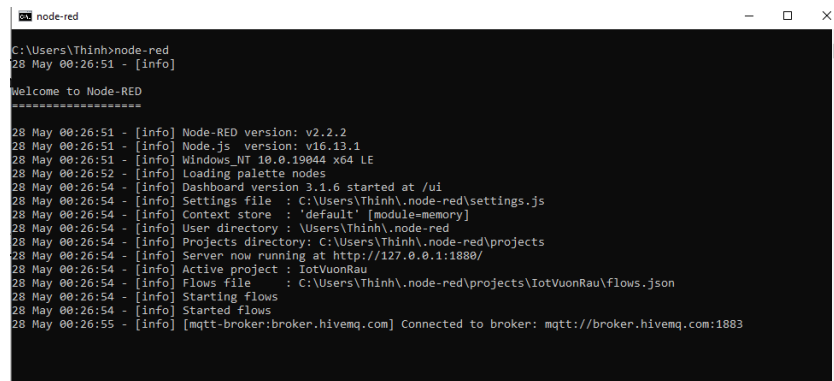 node-red
C:\Users\Thinh>node-red
28 May 00:26:51 - [info]
Welcome to Node-RED
===================
28 May 00:26:51 - [info] Node-RED version: v2.2.2
28 May 00:26:51 - [info] Node.js  version: v16.13.1
28 May 00:26:51 - [info] Windows_NT 10.0.19044 x64 LE
28 May 00:26:52 - [info] Loading palette nodes
28 May 00:26:54 - [info] Dashboard version 3.1.6 started at /ui
28 May 00:26:54 - [info] Settings file  : C:\Users\Thinh\.node-red\settings.js
28 May 00:26:54 - [info] Context store  : 'default' [module=memory]
28 May 00:26:54 - [info] User directory : \Users\Thinh\.node-red
28 May 00:26:54 - [info] Projects directory: C:\Users\Thinh\.node-red\projects
28 May 00:26:54 - [info] Server now running at http://127.0.0.1:1880/
28 May 00:26:54 - [info] Active project : IotVuonRau
28 May 00:26:54 - [info] Flows file     : C:\Users\Thinh\.node-red\projects\IotVuonRau\flows.json
28 May 00:26:54 - [info] Starting flows
28 May 00:26:54 - [info] Started flows
28 May 00:26:55 - [info] [mqtt-broker:broker.hivemq.com] Connected to broker: mqtt://broker.hivemq.com:1883